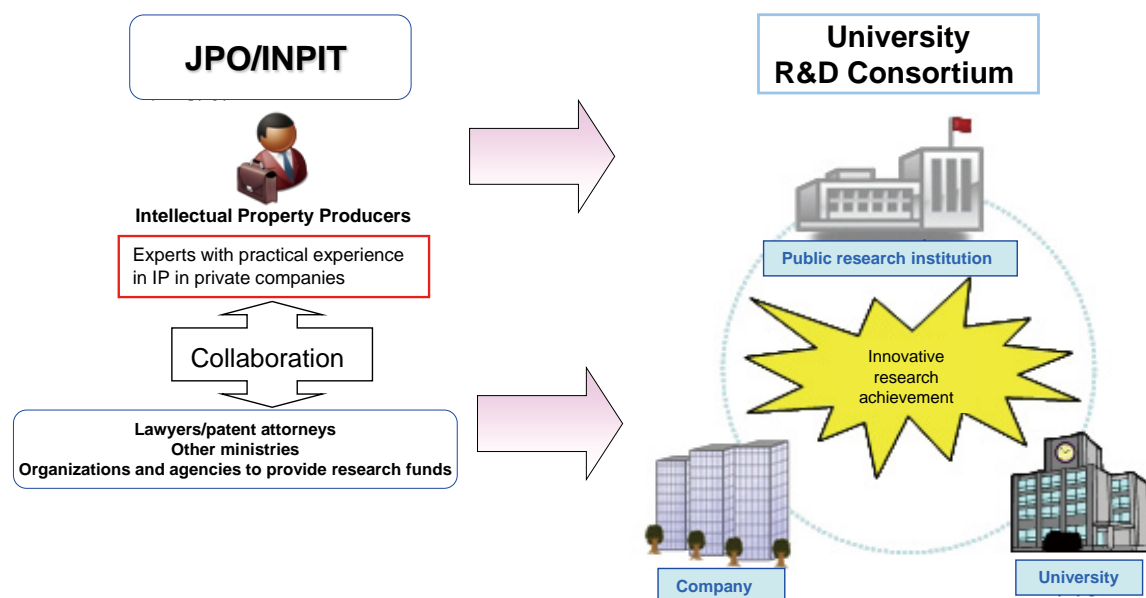 JPO/INPIT
Intellectual Property Producers
Experts with practical experience
in IP in private companies
Collaboration
Lawyers/patent attorneys
Other ministries
Organizations and agencies to provide research funds
University
R&D Consortium
Public research institution
Innovative
research
achievement
Company
University